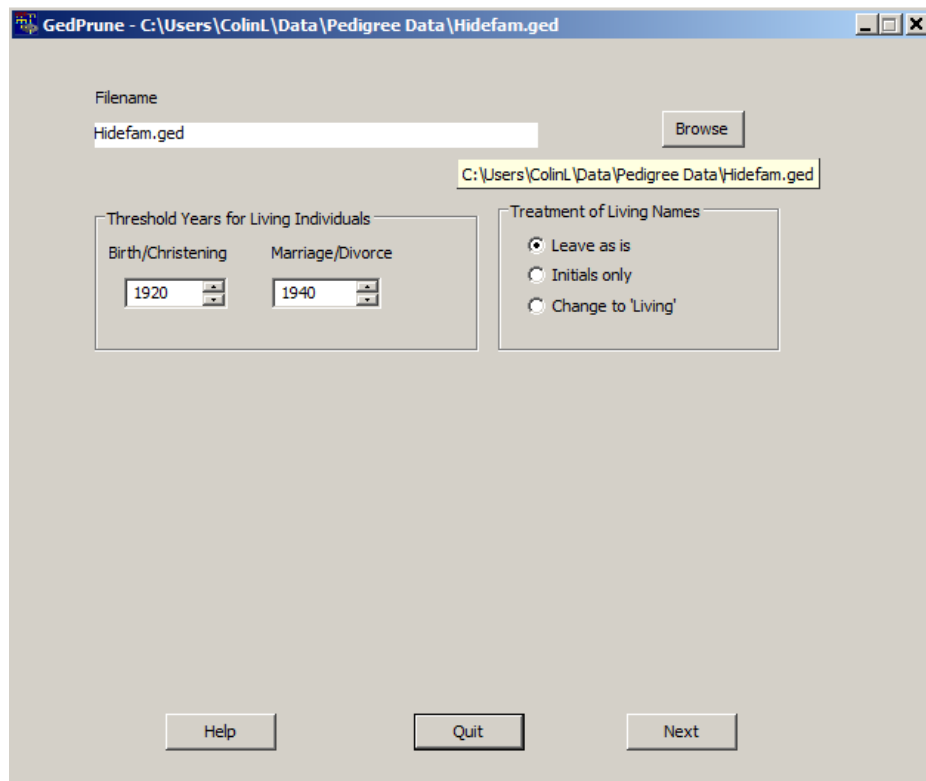 GedPrune - C:\Users\ColinL\Data\Pedigree Data\Hidefam.ged
Filename
Hidefam.ged
Browse
C:\Users\ColinL\Data\Pedigree Data\Hidefam.ged
Threshold Years for Living Individuals
Birth/Christening Marriage/Divorce
1920 1940
Treatment of Living Names
Leave as is
Initials only
Change to 'Living'
Help Quit Next